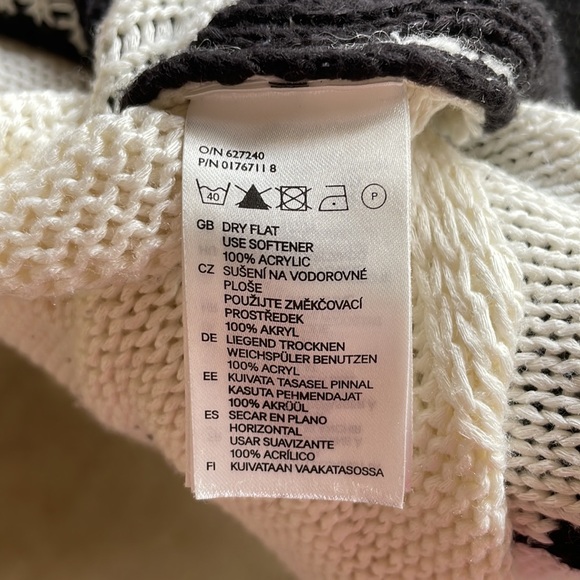 O/N 627240
P/N 0176711 8
40 P
GB DRY FLAT
USE SOFTENER
100% ACRYLIC
CZ SUŠENÍ NA VODOROVNÉ
PLOŠE
POUŽIJTE ZMĚKČOVACÍ
PROSTŘEDEK
100% AKRYL
DE LIEGEND TROCKNEN
WEICHSPÜLER BENUTZEN
100% ACRYL
EE KUIVATA TASASEL PINNAL
KASUTA PEHMENDAJAT
100% AKRÜÜL
ES SECAR EN PLANO
HORIZONTAL
USAR SUAVIZANTE
100% ACRÍLICO
FI KUIVATAAN VAAKATASOSSA